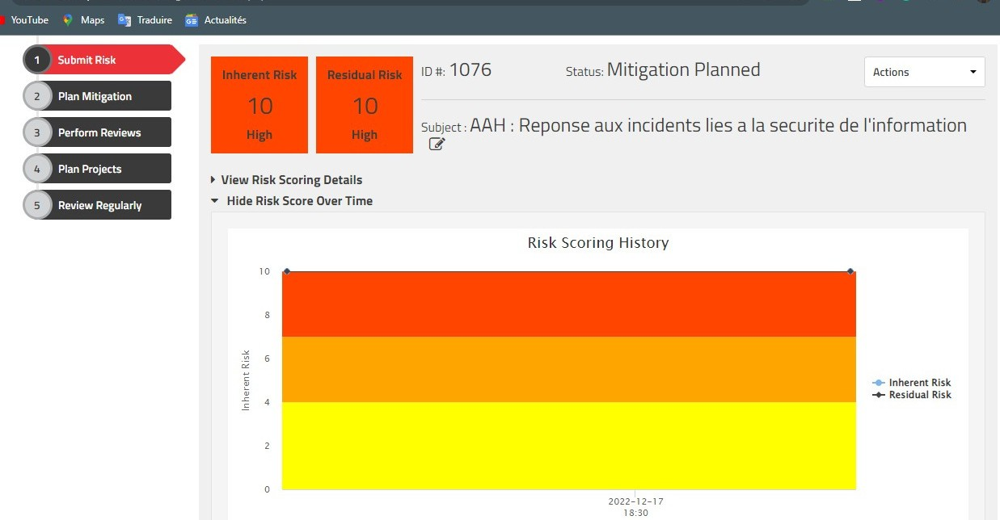 YouTube Maps Traduire Actualités
1 Submit Risk
2 Plan Mitigation
3 Perform Reviews
4 Plan Projects
5 Review Regularly
Inherent Risk
10
High
Residual Risk
10
High
ID #: 1076
Status: Mitigation Planned
Actions
Subject : AAH : Reponse aux incidents lies a la securite de l'information
View Risk Scoring Details
Hide Risk Score Over Time
Risk Scoring History
Inherent Risk
10
8
6
4
2
0
2022-12-17
18:30
Inherent Risk
Residual Risk